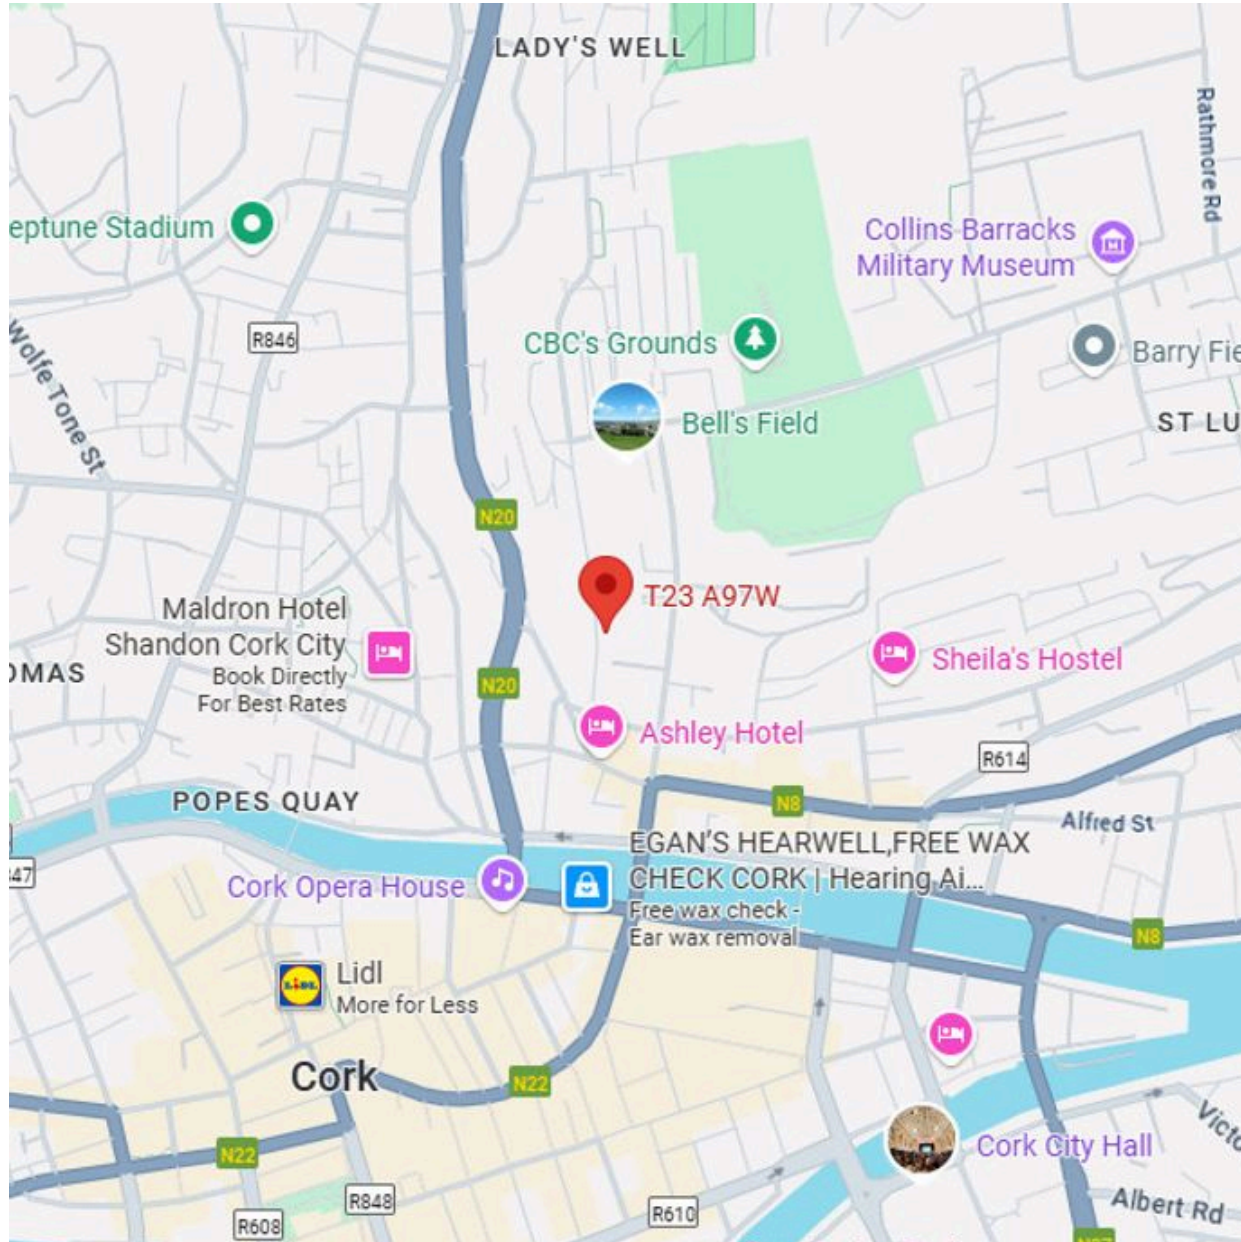 LADY'S WELL
Rathmore Rd
eptune Stadium
Collins Barracks
Military Museum
R846
CBC's Grounds
Barry Fie
Wolfe Tone St
Bell's Field
ST LU
N20
T23 A97W
Maldron Hotel
Shandon Cork City
Book Directly
For Best Rates
OMAS
N20
Sheila's Hostel
Ashley Hotel
R614
POPES QUAY
N8
Alfred St
EGAN'S HEARWELL,FREE WAX
CHECK CORK | Hearing Ai...
Free wax check -
Ear wax removal
47
Cork Opera House
N8
LIDL
Lidl
More for Less
Cork
N22
N22
Cork City Hall
Victo
R848
R608
R610
Albert Rd